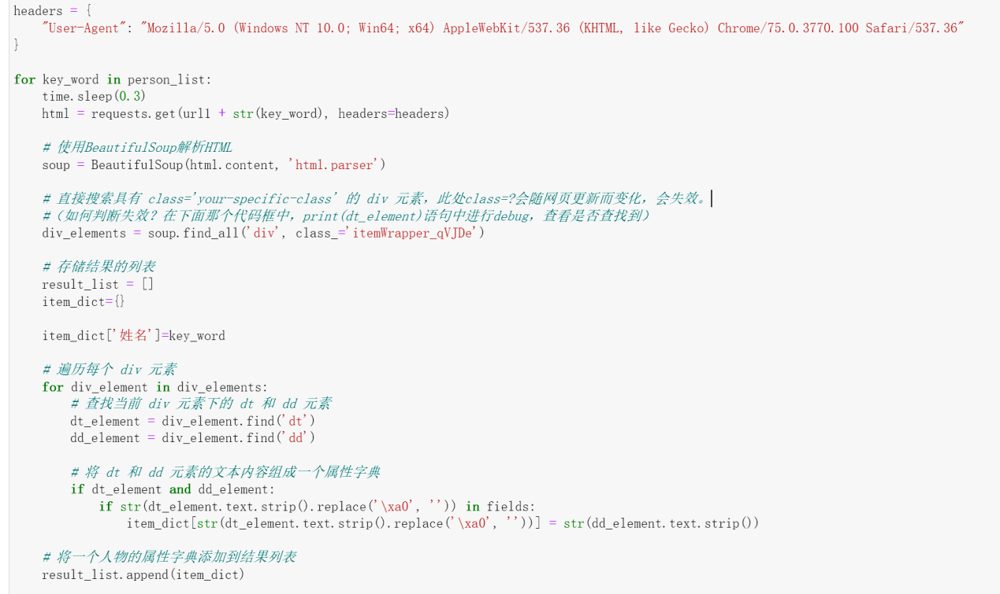 headers = {
    "User-Agent": "Mozilla/5.0 (Windows NT 10.0; Win64; x64) AppleWebKit/537.36 (KHTML, like Gecko) Chrome/75.0.3770.100 Safari/537.36"
}
for key_word in person_list:
    time.sleep(0.3)
    html = requests.get(url1 + str(key_word), headers=headers)
    # 使用BeautifulSoup解析HTML
    soup = BeautifulSoup(html.content, 'html.parser')
    # 直接搜索具有 class='your-specific-class' 的 div 元素，此处class=?会随网页更新而变化，会失效。
    #（如何判断失效？在下面那个代码框中，print(dt_element)语句中进行debug，查看是否查找到）
    div_elements = soup.find_all('div', class_='itemWrapper_qVJDe')
    # 存储结果的列表
    result_list = []
    item_dict={}
    item_dict['姓名']=key_word
    # 遍历每个 div 元素
    for div_element in div_elements:
        # 查找当前 div 元素下的 dt 和 dd 元素
        dt_element = div_element.find('dt')
        dd_element = div_element.find('dd')
        # 将 dt 和 dd 元素的文本内容组成一个属性字典
        if dt_element and dd_element:
            if str(dt_element.text.strip().replace('\xa0', '')) in fields:
                item_dict[str(dt_element.text.strip().replace('\xa0', ''))] = str(dd_element.text.strip())
    # 将一个人物的属性字典添加到结果列表
    result_list.append(item_dict)